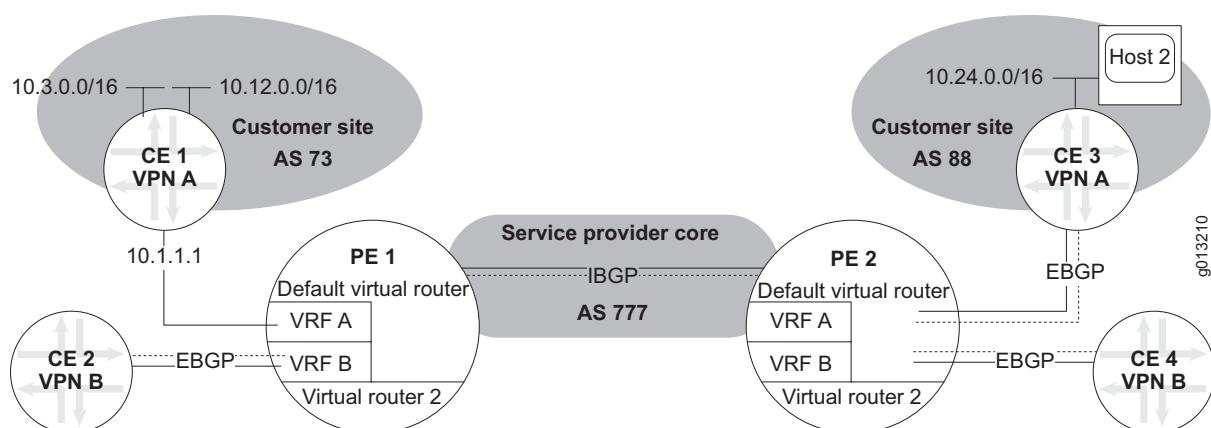 10.3.0.0/16
10.12.0.0/16
Customer site
AS 73
CE 1
VPN A
10.1.1.1
CE 2
VPN B
EBGP
PE 1
Default virtual router
VRF A
VRF B
Virtual router 2
Service provider core
IBGP
AS 777
PE 2
Default virtual router
VRF A
VRF B
Virtual router 2
10.24.0.0/16
Host 2
Customer site
AS 88
CE 3
VPN A
EBGP
EBGP
CE 4
VPN B
g013210